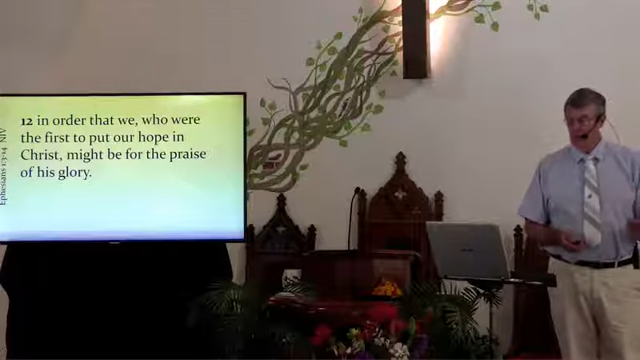 12 in order that we, who were
the first to put our hope in
Christ, might be for the praise
of his glory.
Ephesians 1:3-14 NIV